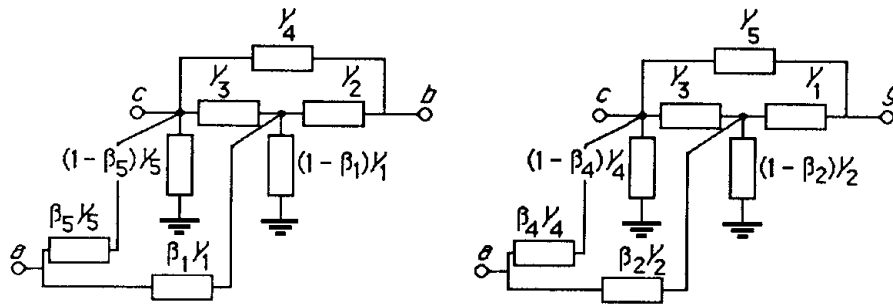 Y₄
Y₃ Y₂
c b
(1 - β₅)Y₅ (1 - β₁)Y₁
β₅Y₅
a
β₁Y₁
Y₅
Y₃ Y₁
c g
(1 - β₄)Y₄ (1 - β₂)Y₂
β₄Y₄
a
β₂Y₂